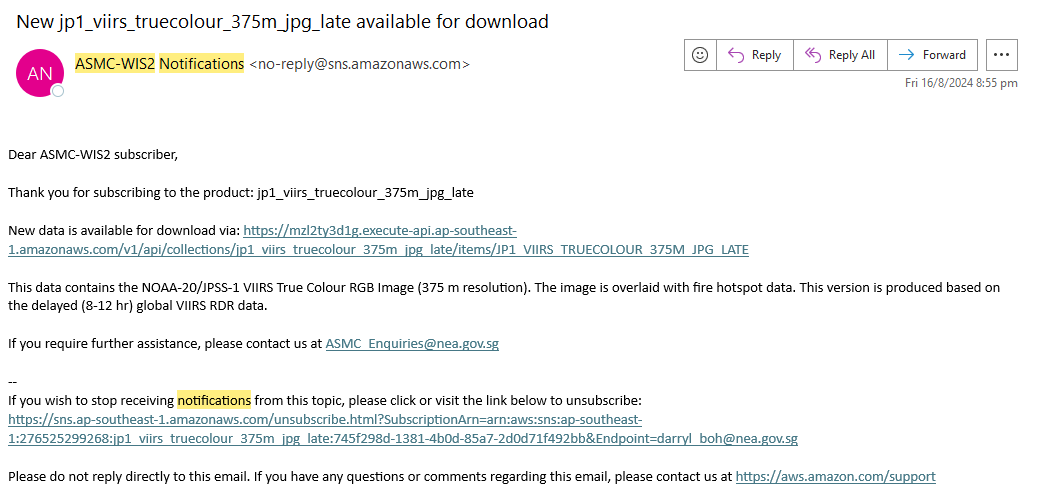 New jp1_viirs_truecolour_375m_jpg_late available for download
AN
ASMC-WIS2 Notifications <no-reply@sns.amazonaws.com>
Reply
Reply All
Forward
Fri 16/8/2024 8:55 pm
Dear ASMC-WIS2 subscriber,
Thank you for subscribing to the product: jp1_viirs_truecolour_375m_jpg_late
New data is available for download via: https://mzl2ty3d1g.execute-api.ap-southeast-
1.amazonaws.com/v1/api/collections/jp1_viirs_truecolour_375m_jpg_late/items/JP1_VIIRS_TRUECOLOUR_375M_JPG_LATE
This data contains the NOAA-20/JPSS-1 VIIRS True Colour RGB Image (375 m resolution). The image is overlaid with fire hotspot data. This version is produced based on
the delayed (8-12 hr) global VIIRS RDR data.
If you require further assistance, please contact us at ASMC_Enquiries@nea.gov.sg
--
If you wish to stop receiving notifications from this topic, please click or visit the link below to unsubscribe:
https://sns.ap-southeast-1.amazonaws.com/unsubscribe.html?SubscriptionArn=arn:aws:sns:ap-southeast-
1:276525299268:jp1_viirs_truecolour_375m_jpg_late:745f298d-1381-4b0d-85a7-2d0d71f492bb&Endpoint=darryl_boh@nea.gov.sg
Please do not reply directly to this email. If you have any questions or comments regarding this email, please contact us at https://aws.amazon.com/support